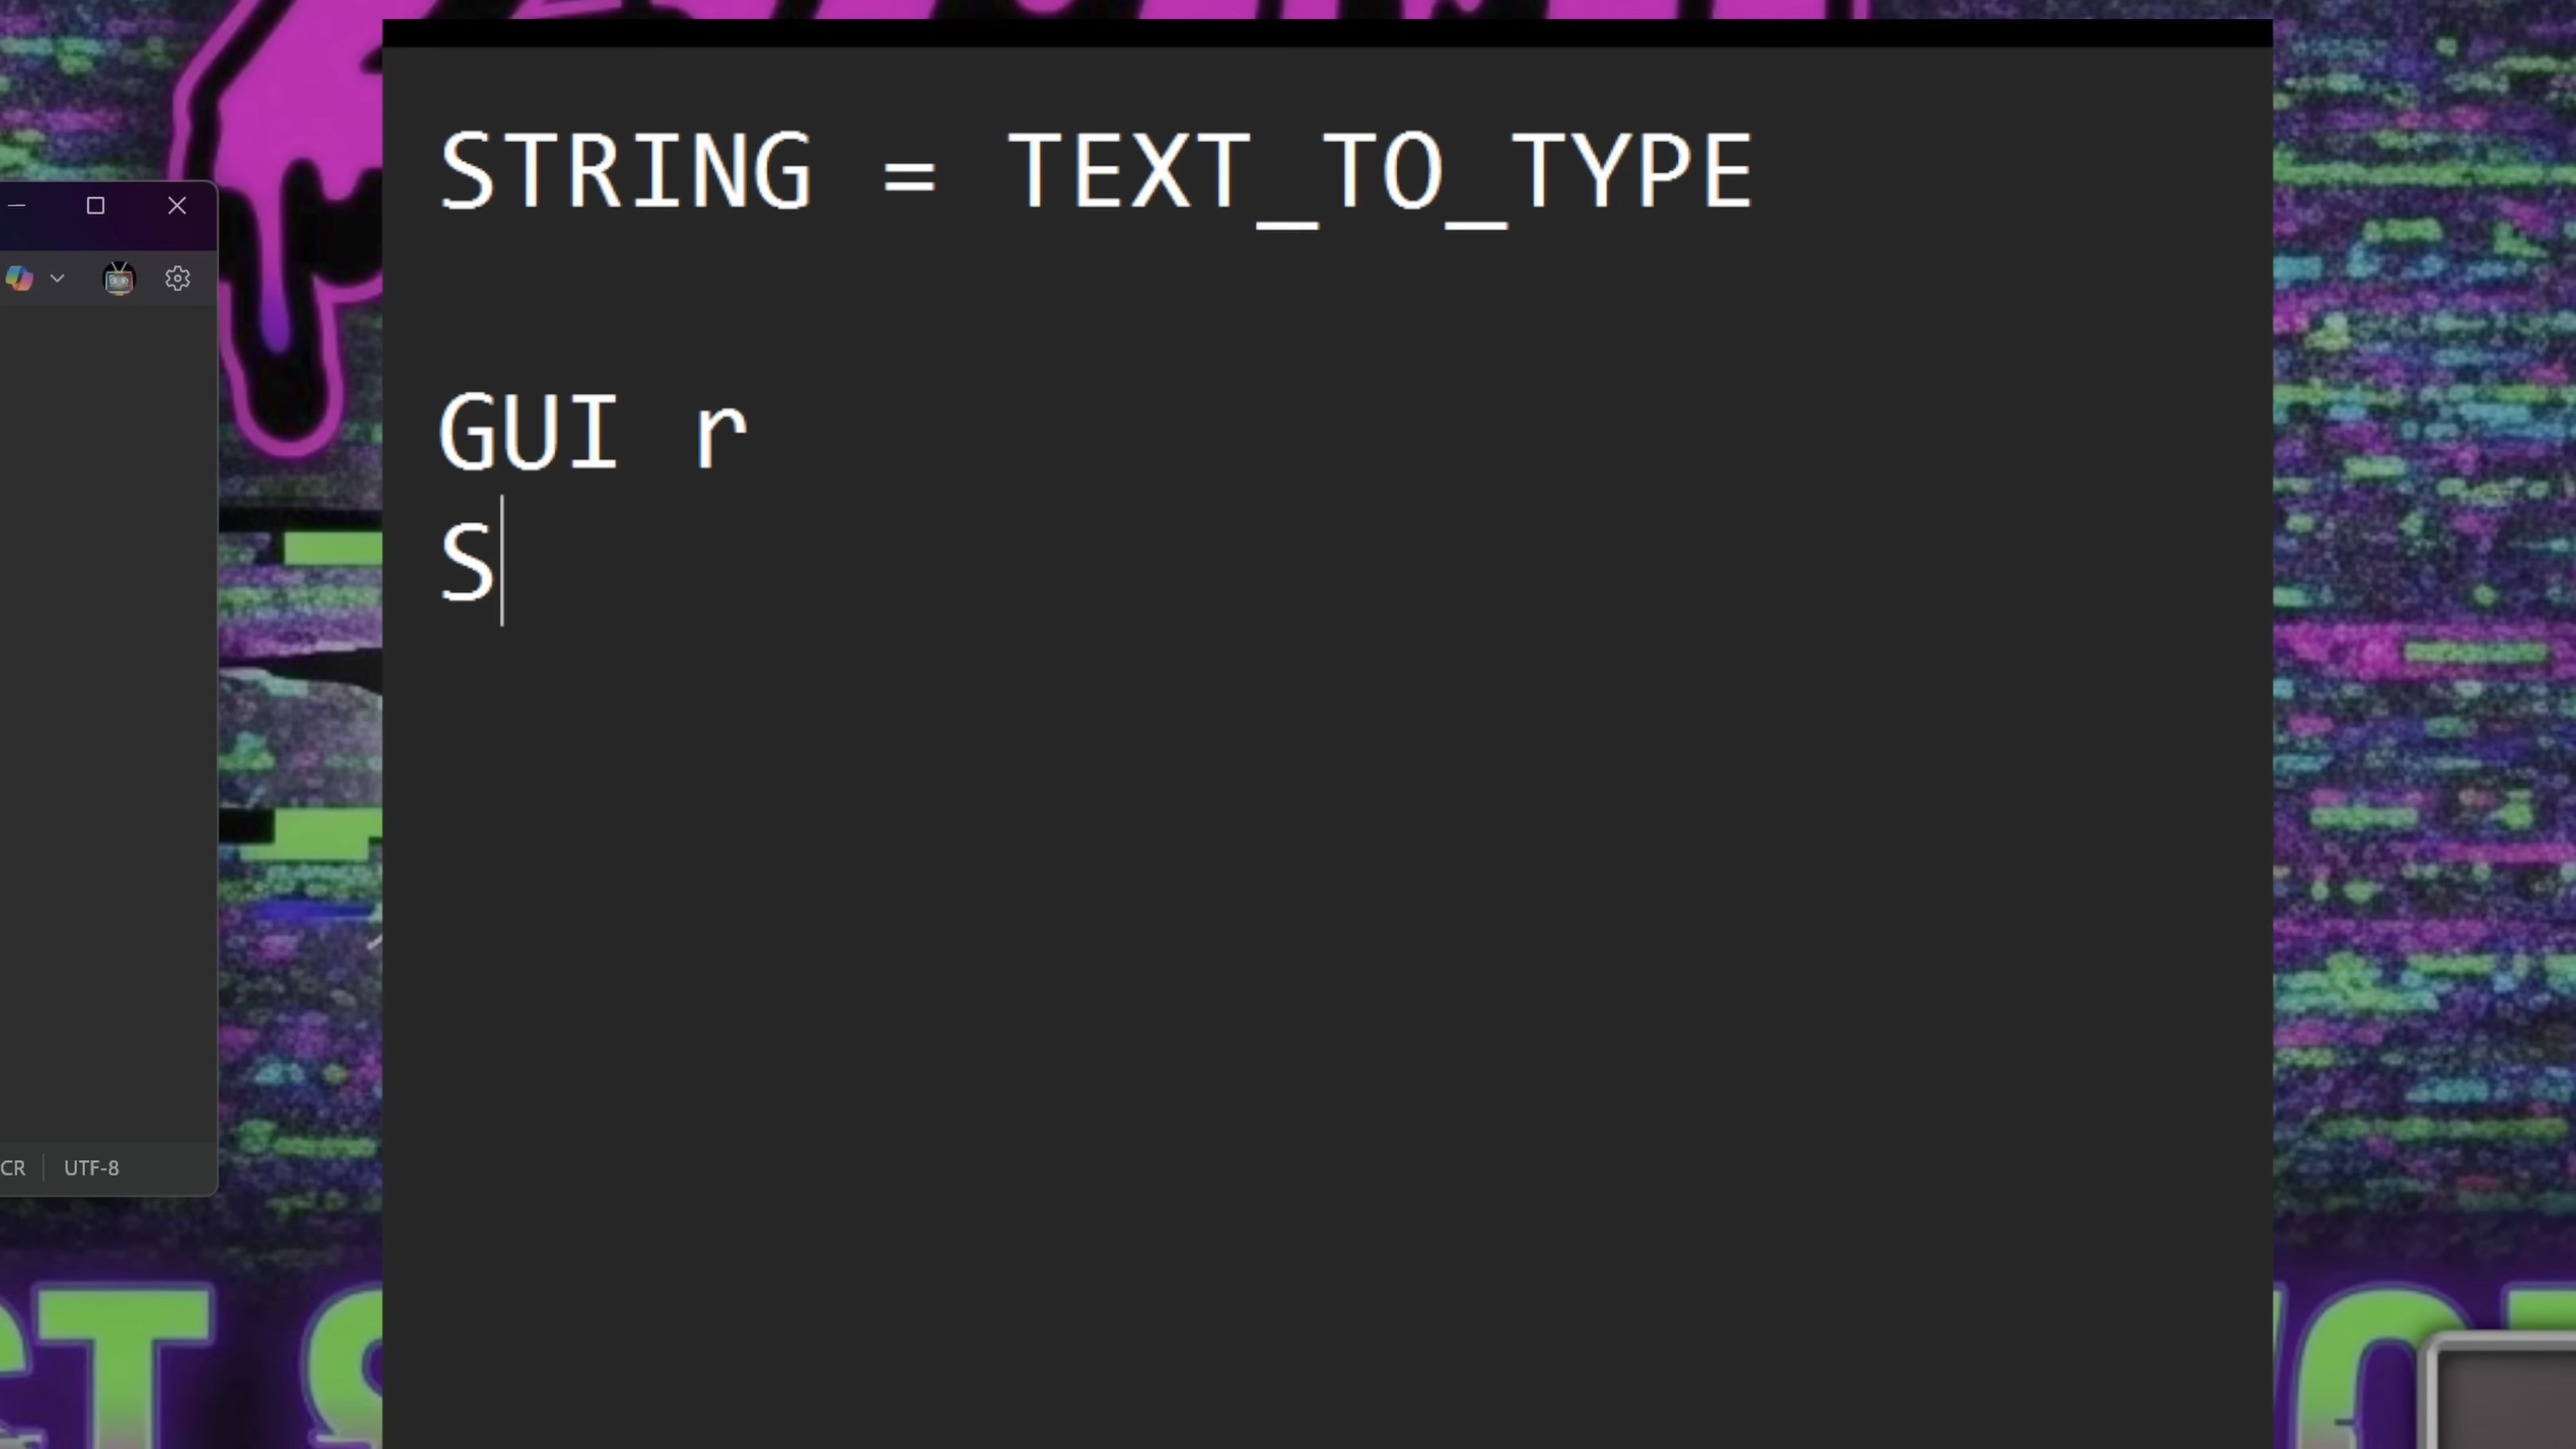 STRING = TEXT_TO_TYPE
GUI r
S
CR
UTF-8